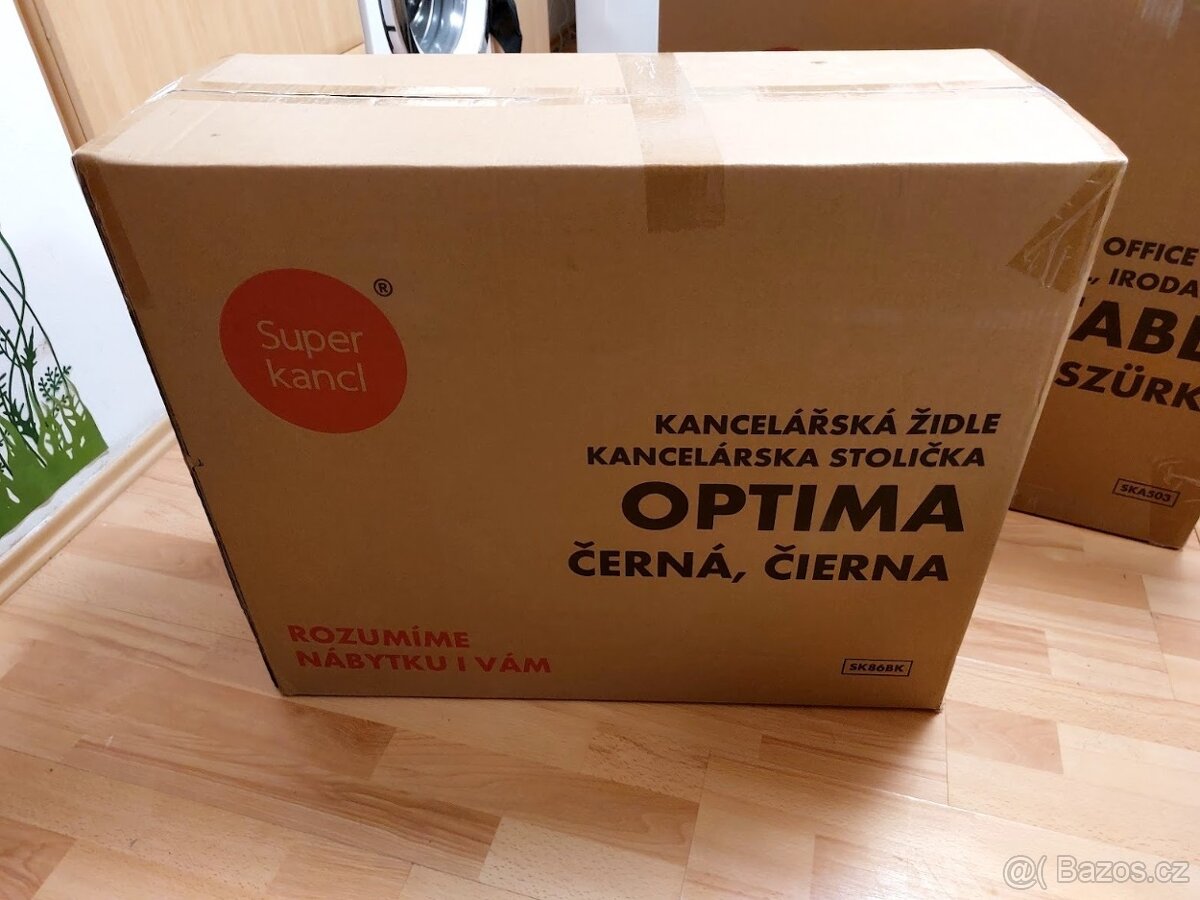 Super
kancl
®
KANCELÁŘSKÁ ŽIDLE
KANCELÁRSKA STOLIČKA
OPTIMA
ČERNÁ, ČIERNA
ROZUMÍME
NÁBYTKU I VÁM
SK86BK
OFFICE
IRODA
SZÜRK
SKA503
@( Bazos.cz